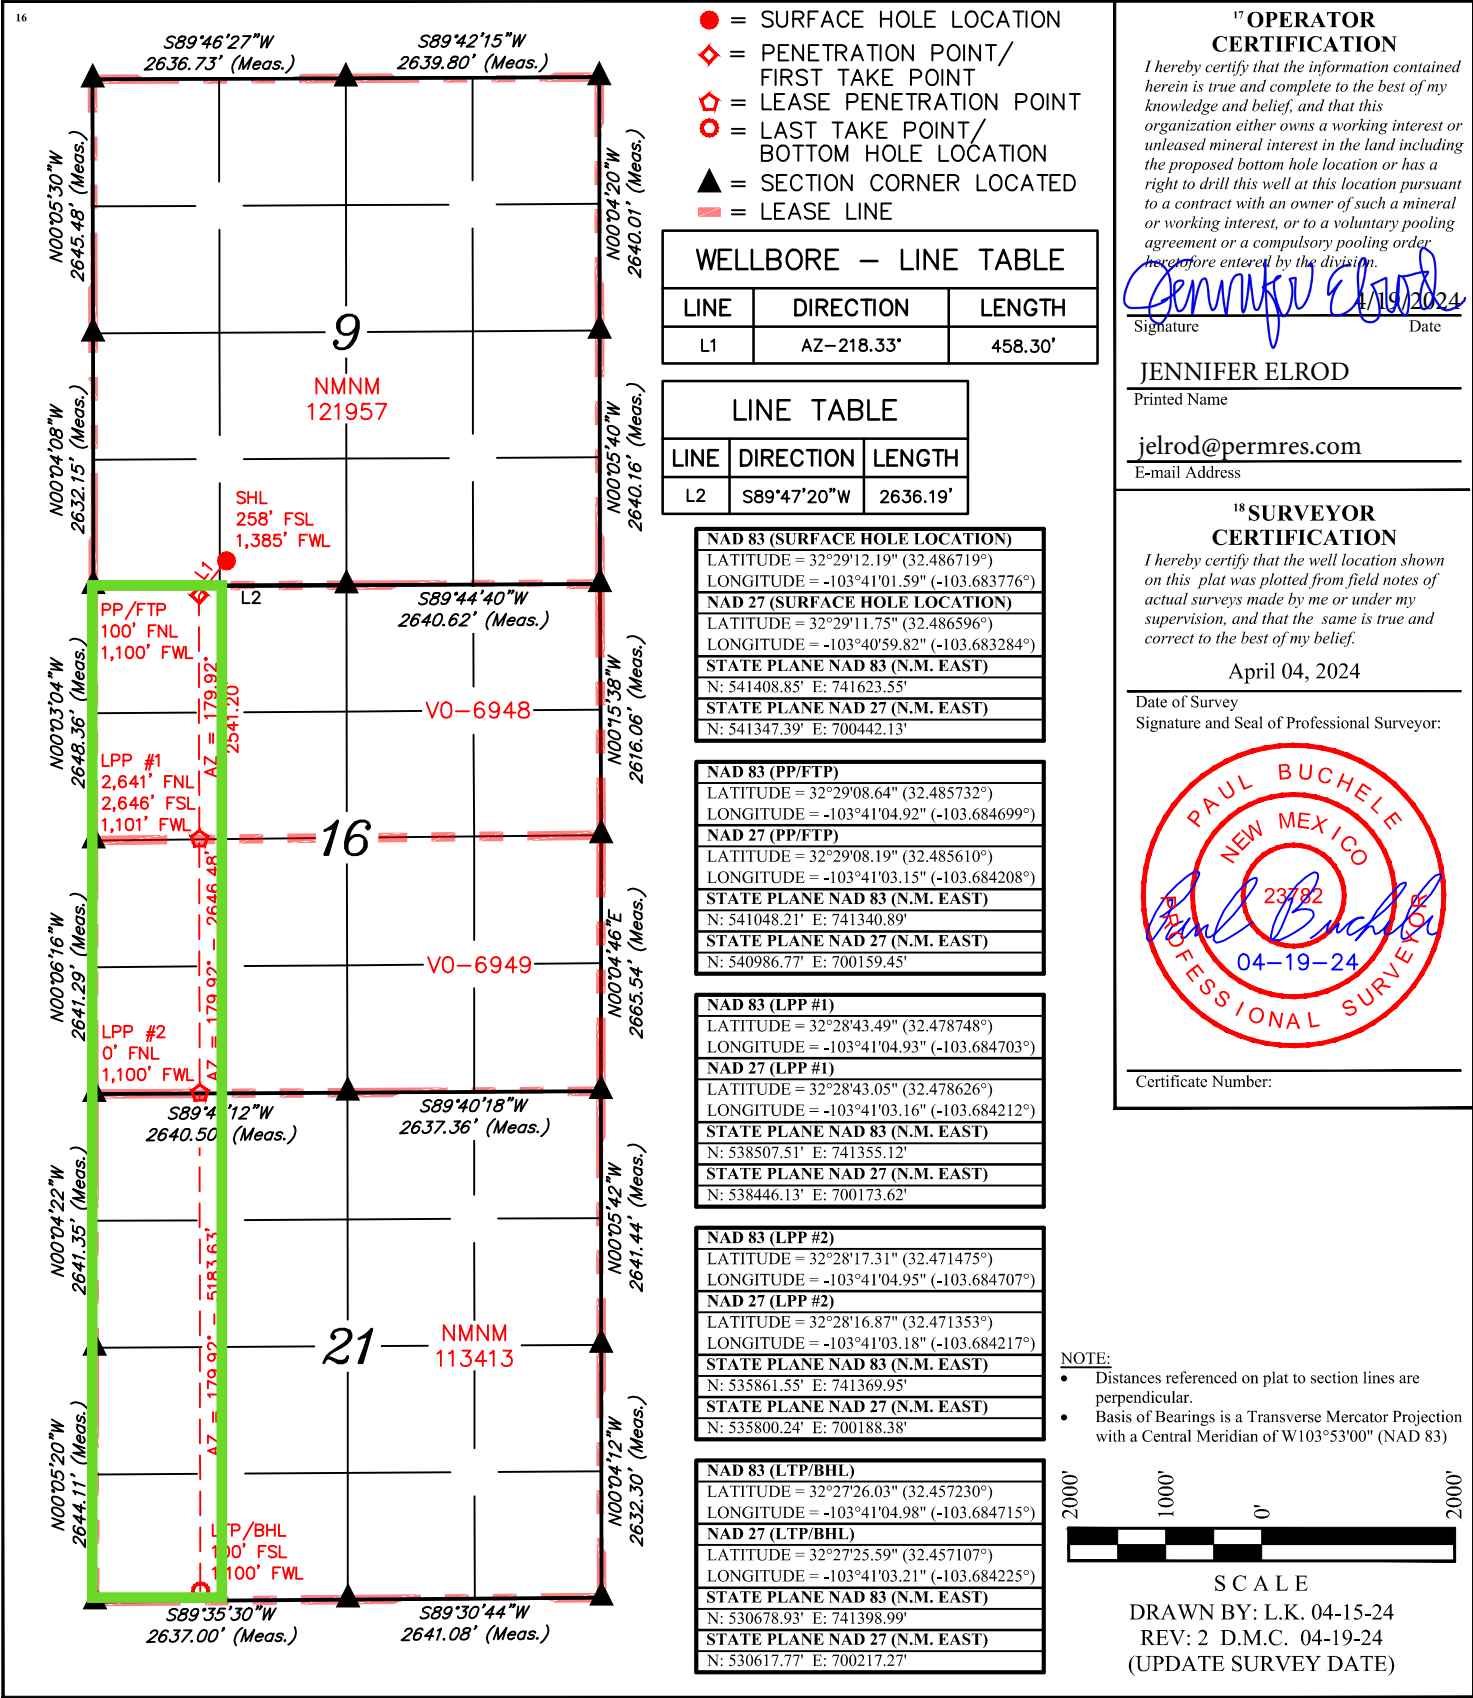 16
S89°46'27"W
2636.73' (Meas.)
S89°42'15"W
2639.80' (Meas.)
N00°05'30"W
2645.48' (Meas.)
N00°04'20"W
2640.01' (Meas.)
9
NMNM
121957
N00°04'08"W
2632.15' (Meas.)
N00°05'40"W
2640.16' (Meas.)
SHL
258' FSL
1,385' FWL
L1
L2
PP/FTP
100' FNL
1,100' FWL
S89°44'40"W
2640.62' (Meas.)
N00°03'04"W
2648.36' (Meas.)
AZ = 179.92°
2541.20
N00°15'38"W
2616.06' (Meas.)
VO-6948
LPP #1
2,641' FNL
2,646' FSL
1,101' FWL
16
N00°06'16"W
2641.29' (Meas.)
AZ = 179.92° - 2646.48'
N00°04'46"E
2665.54' (Meas.)
VO-6949
LPP #2
0' FNL
1,100' FWL
2640.50' (Meas.)
S89°40'18"W
2637.36' (Meas.)
N00°04'22"W
2641.35' (Meas.)
N00°05'42"W
2641.44' (Meas.)
AZ = 179.92° - 5183.63'
21
NMNM
113413
N00°05'20"W
2644.11' (Meas.)
N00°04'12"W
2632.30' (Meas.)
LTP/BHL
100' FSL
1,100' FWL
S89°35'30"W
2637.00' (Meas.)
S89°30'44"W
2641.08' (Meas.)
= SURFACE HOLE LOCATION
= PENETRATION POINT/
FIRST TAKE POINT
= LEASE PENETRATION POINT
= LAST TAKE POINT/
BOTTOM HOLE LOCATION
= SECTION CORNER LOCATED
= LEASE LINE
WELLBORE - LINE TABLE
LINE DIRECTION LENGTH
L1 AZ-218.33° 458.30'
LINE TABLE
LINE DIRECTION LENGTH
L2 S89°47'20"W 2636.19'
NAD 83 (SURFACE HOLE LOCATION)
LATITUDE = 32°29'12.19" (32.486719°)
LONGITUDE = -103°41'01.59" (-103.683776°)
NAD 27 (SURFACE HOLE LOCATION)
LATITUDE = 32°29'11.75" (32.486596°)
LONGITUDE = -103°40'59.82" (-103.683284°)
STATE PLANE NAD 83 (N.M. EAST)
N: 541408.85' E: 741623.55'
STATE PLANE NAD 27 (N.M. EAST)
N: 541347.39' E: 700442.13'
NAD 83 (PP/FTP)
LATITUDE = 32°29'08.64" (32.485732°)
LONGITUDE = -103°41'04.92" (-103.684699°)
NAD 27 (PP/FTP)
LATITUDE = 32°29'08.19" (32.485610°)
LONGITUDE = -103°41'03.15" (-103.684208°)
STATE PLANE NAD 83 (N.M. EAST)
N: 541048.21' E: 741340.89'
STATE PLANE NAD 27 (N.M. EAST)
N: 540986.77' E: 700159.45'
NAD 83 (LPP #1)
LATITUDE = 32°28'43.49" (32.478748°)
LONGITUDE = -103°41'04.93" (-103.684703°)
NAD 27 (LPP #1)
LATITUDE = 32°28'43.05" (32.478626°)
LONGITUDE = -103°41'03.16" (-103.684212°)
STATE PLANE NAD 83 (N.M. EAST)
N: 538507.51' E: 741355.12'
STATE PLANE NAD 27 (N.M. EAST)
N: 538446.13' E: 700173.62'
NAD 83 (LPP #2)
LATITUDE = 32°28'17.31" (32.471475°)
LONGITUDE = -103°41'04.95" (-103.684707°)
NAD 27 (LPP #2)
LATITUDE = 32°28'16.87" (32.471353°)
LONGITUDE = -103°41'03.18" (-103.684217°)
STATE PLANE NAD 83 (N.M. EAST)
N: 535861.55' E: 741369.95'
STATE PLANE NAD 27 (N.M. EAST)
N: 535800.24' E: 700188.38'
NAD 83 (LTP/BHL)
LATITUDE = 32°27'26.03" (32.457230°)
LONGITUDE = -103°41'04.98" (-103.684715°)
NAD 27 (LTP/BHL)
LATITUDE = 32°27'25.59" (32.457107°)
LONGITUDE = -103°41'03.21" (-103.684225°)
STATE PLANE NAD 83 (N.M. EAST)
N: 530678.93' E: 741398.99'
STATE PLANE NAD 27 (N.M. EAST)
N: 530617.77' E: 700217.27'
17 OPERATOR
CERTIFICATION
I hereby certify that the information contained
herein is true and complete to the best of my
knowledge and belief, and that this
organization either owns a working interest or
unleased mineral interest in the land including
the proposed bottom hole location or has a
right to drill this well at this location pursuant
to a contract with an owner of such a mineral
or working interest, or to a voluntary pooling
agreement or a compulsory pooling order
heretofore entered by the division.
Jennifer Elrod
4/19/2024
Signature Date
JENNIFER ELROD
Printed Name
jelrod@permres.com
E-mail Address
18 SURVEYOR
CERTIFICATION
I hereby certify that the well location shown
on this plat was plotted from field notes of
actual surveys made by me or under my
supervision, and that the same is true and
correct to the best of my belief.
April 04, 2024
Date of Survey
Signature and Seal of Professional Surveyor:
PAUL BUCHELE
NEW MEXICO
23782
Paul Buchele
04-19-24
PROFESSIONAL SURVEYOR
Certificate Number:
NOTE:
• Distances referenced on plat to section lines are
perpendicular.
• Basis of Bearings is a Transverse Mercator Projection
with a Central Meridian of W103°53'00" (NAD 83)
2000' 1000' 0' 2000'
SCALE
DRAWN BY: L.K. 04-15-24
REV: 2 D.M.C. 04-19-24
(UPDATE SURVEY DATE)